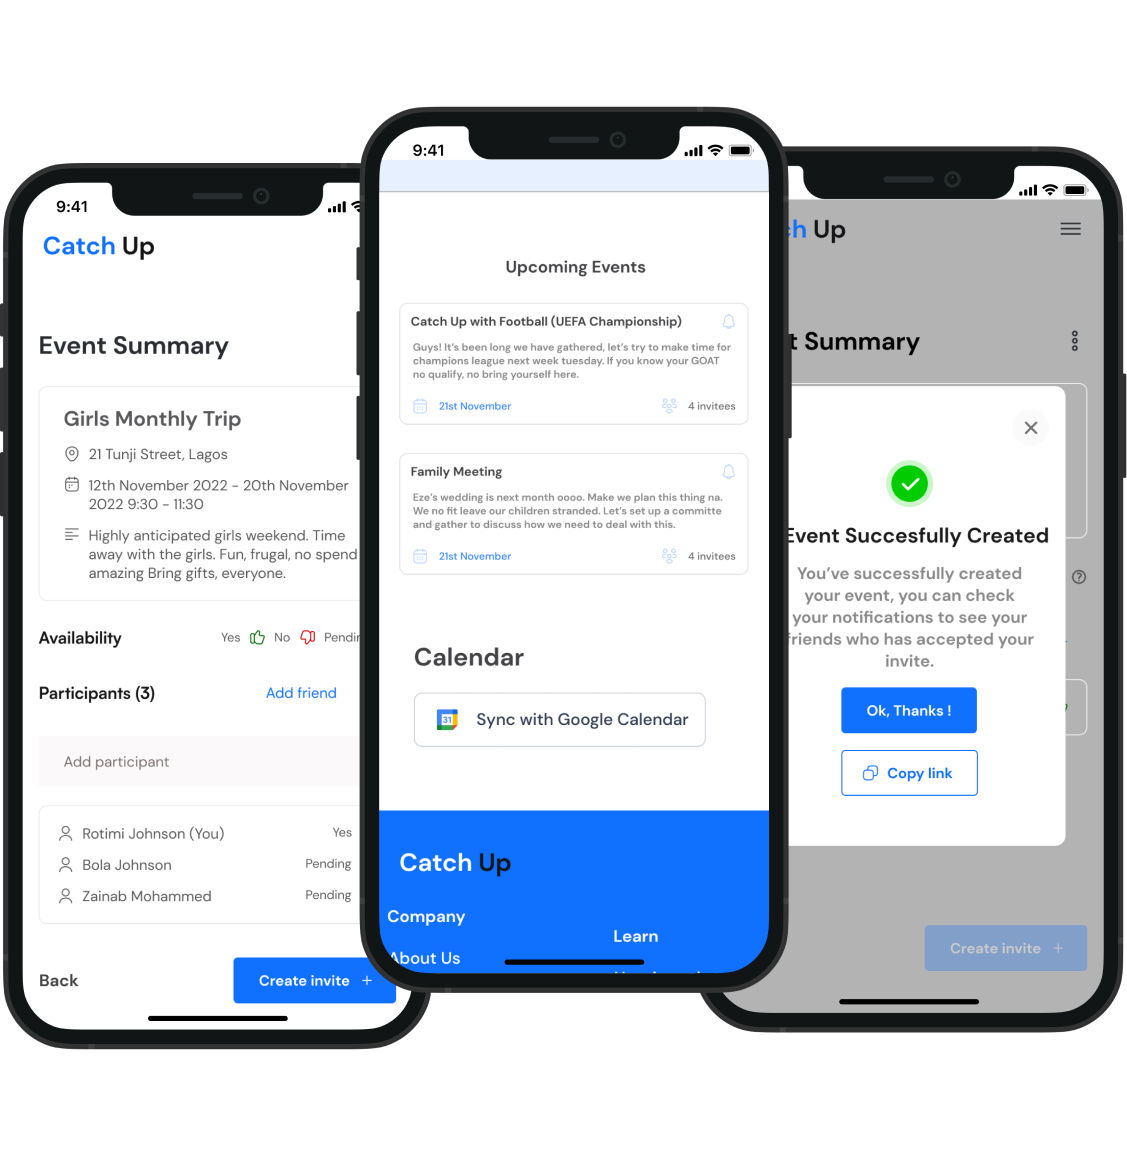 9:41
Catch Up
Event Summary
Girls Monthly Trip
21 Tunji Street, Lagos
12th November 2022 - 20th November
2022 9:30 - 11:30
Highly anticipated girls weekend. Time
away with the girls. Fun, frugal, no spend
amazing Bring gifts, everyone.
Availability Yes No Pendin
Participants (3) Add friend
Add participant
Rotimi Johnson (You) Yes
Bola Johnson Pending
Zainab Mohammed Pending
Back Create invite +
9:41
Upcoming Events
Catch Up with Football (UEFA Championship)
Guys! It's been long we have gathered, let's try to make time for
champions league next week tuesday. If you know your GOAT
no qualify, no bring yourself here.
21st November 4 invitees
Family Meeting
Eze's wedding is next month oooo. Make we plan this thing na.
We no fit leave our children stranded. Let's set up a committe
and gather to discuss how we need to deal with this.
21st November 4 invitees
Calendar
31 Sync with Google Calendar
Catch Up
Company
Learn
About Us
h Up
t Summary
Event Succesfully Created
You've successfully created
your event, you can check
your notifications to see your
friends who has accepted your
invite.
Ok, Thanks !
Copy link
Create invite +